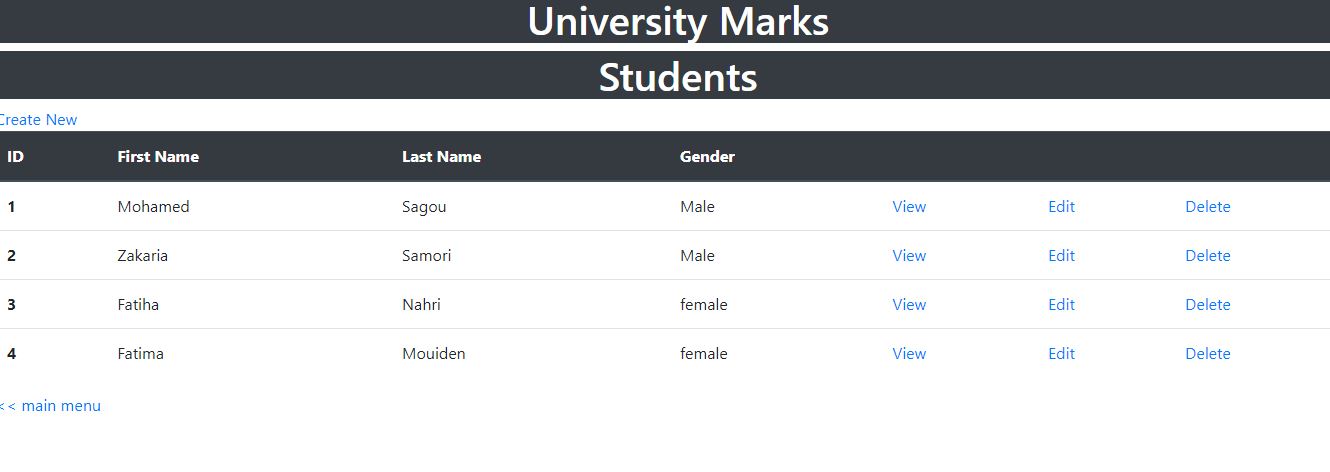 University Marks
Students
Create New
ID First Name Last Name Gender
1 Mohamed Sagou Male View Edit Delete
2 Zakaria Samori Male View Edit Delete
3 Fatiha Nahri female View Edit Delete
4 Fatima Mouiden female View Edit Delete
<< main menu